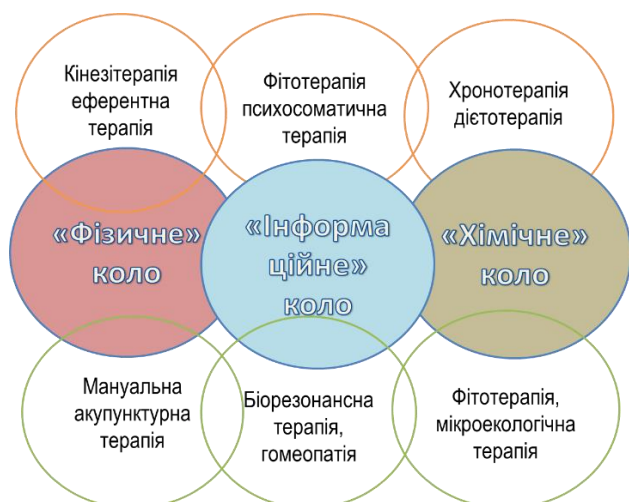 Кінезітерапія
еферентна
терапія
Фітотерапія
психосоматична
терапія
Хронотерапія
дієтотерапія
«Фізичне»
коло
«Інформа
ційне»
коло
«Хімічне»
коло
Мануальна
акупунктурна
терапія
Біорезонансна
терапія,
гомеопатія
Фітотерапія,
мікроекологічна
терапія